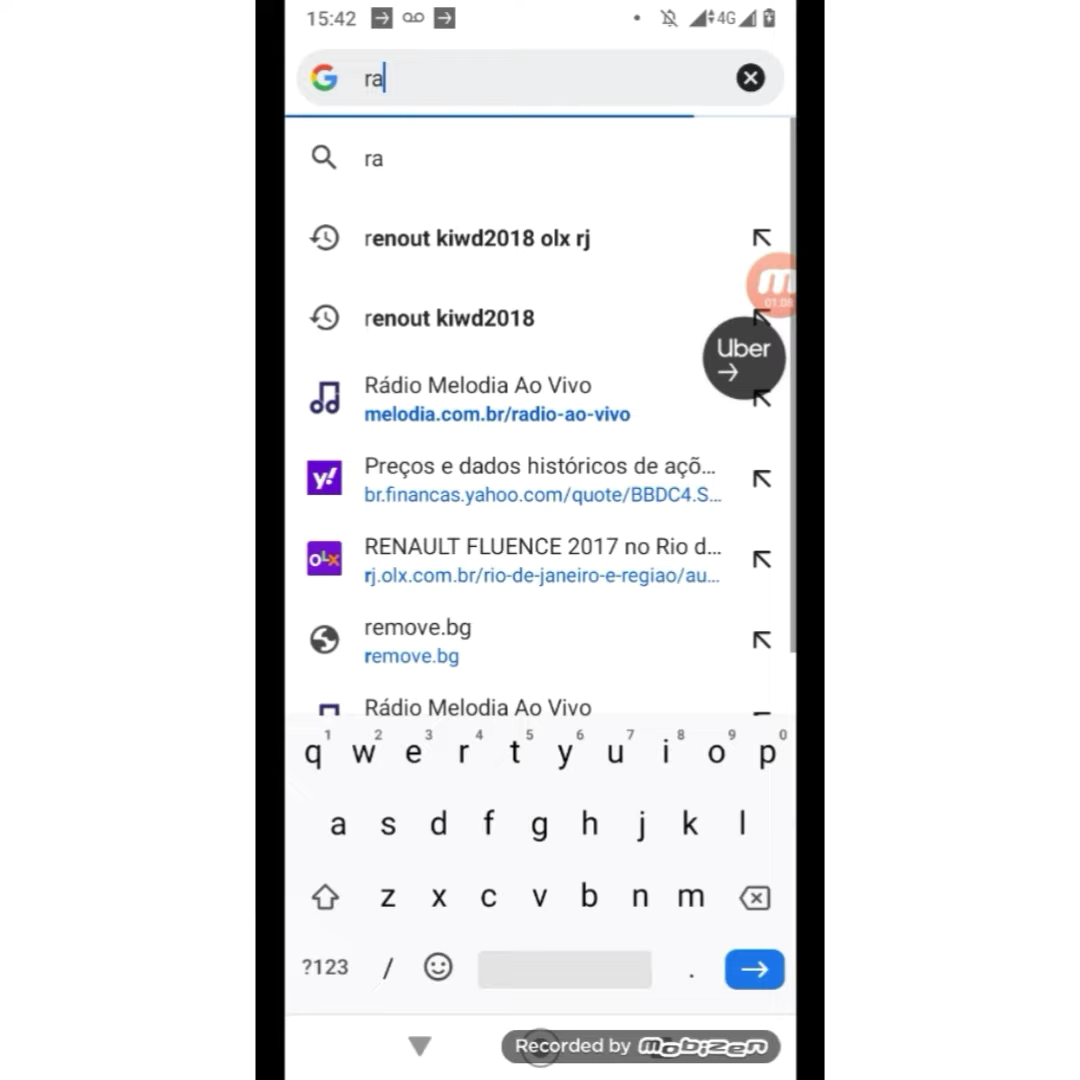 15:42 4G
ra
ra
renout kiwd2018 olx rj
01:08
renout kiwd2018
Uber
Rádio Melodia Ao Vivo
melodia.com.br/radio-ao-vivo
Preços e dados históricos de açõ...
y!
br.financas.yahoo.com/quote/BBDC4.S...
RENAULT FLUENCE 2017 no Rio d...
OLX
rj.olx.com.br/rio-de-janeiro-e-regiao/au...
remove.bg
remove.bg
Rádio Melodia Ao Vivo
1 2 3 4 5 6 7 8 9 0
q w e r t y u i o p
a s d f g h j k l
z x c v b n m
?123 / .
Recorded by mobizen